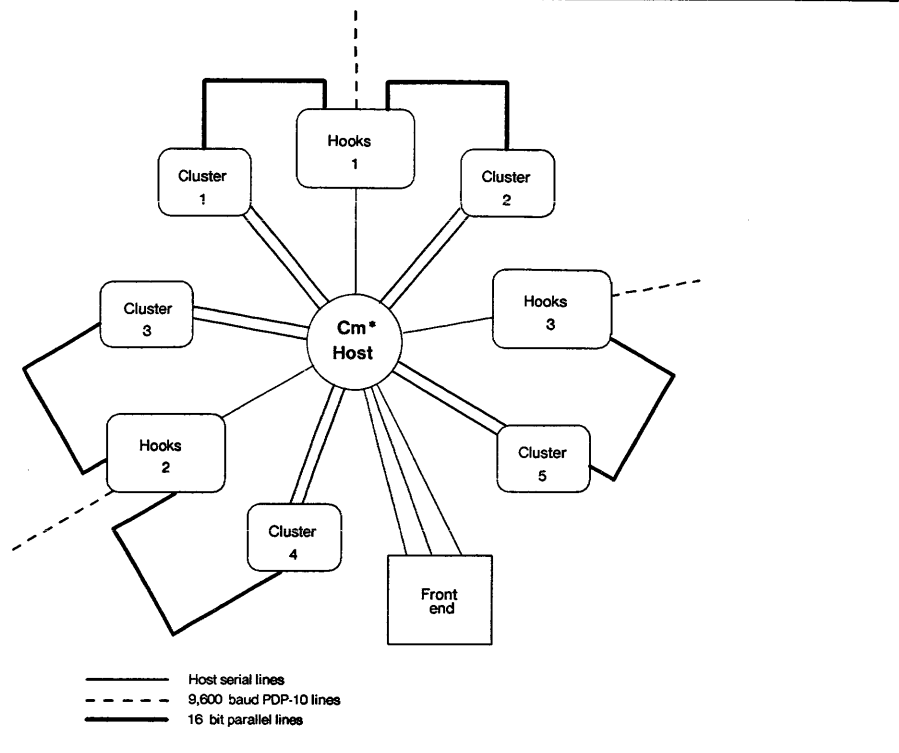 Hooks
1
Cluster
1
Cluster
2
Cluster
3
Hooks
3
Cm*
Host
Hooks
2
Cluster
5
Cluster
4
Front
end
Host serial lines
9,600 baud PDP-10 lines
16 bit parallel lines